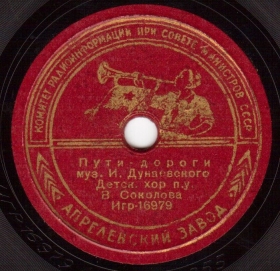 КОМИТЕТ РАДИОИНФОРМАЦИИ ПРИ СОВЕТЕ МИНИСТРОВ СССР
Пути-дороги
муз. И. Дунаевского
Детск. хор п.у.
В. Соколова
Игр-16979
АПРЕЛЕВСКИЙ ЗАВОД